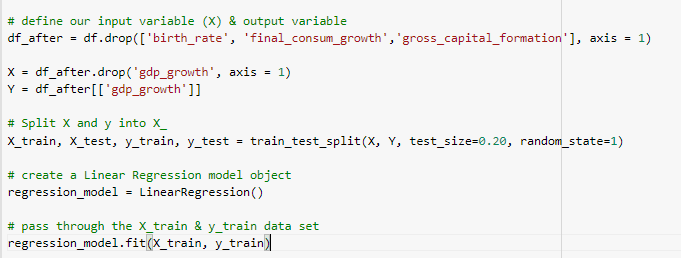 # define our input variable (X) & output variable
df_after = df.drop(['birth_rate', 'final_consum_growth','gross_capital_formation'], axis = 1)
X = df_after.drop('gdp_growth', axis = 1)
Y = df_after[['gdp_growth']]
# Split X and y into X_
X_train, X_test, y_train, y_test = train_test_split(X, Y, test_size=0.20, random_state=1)
# create a Linear Regression model object
regression_model = LinearRegression()
# pass through the X_train & y_train data set
regression_model.fit(X_train, y_train)